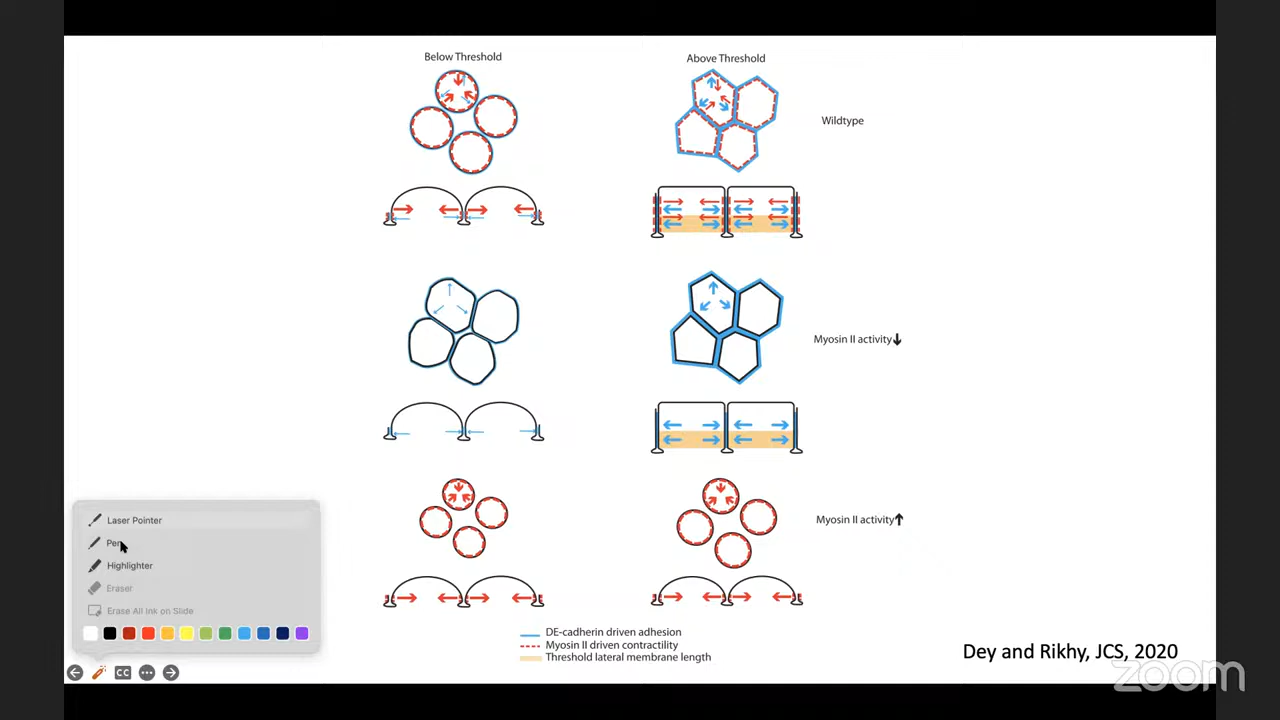 Below Threshold
Above Threshold
Wildtype
Myosin II activity
Myosin II activity
Laser Pointer
Pen
Highlighter
Eraser
Erase All Ink on Slide
CC
DE-cadherin driven adhesion
Myosin II driven contractility
Threshold lateral membrane length
Dey and Rikhy, JCS, 2020
zoom